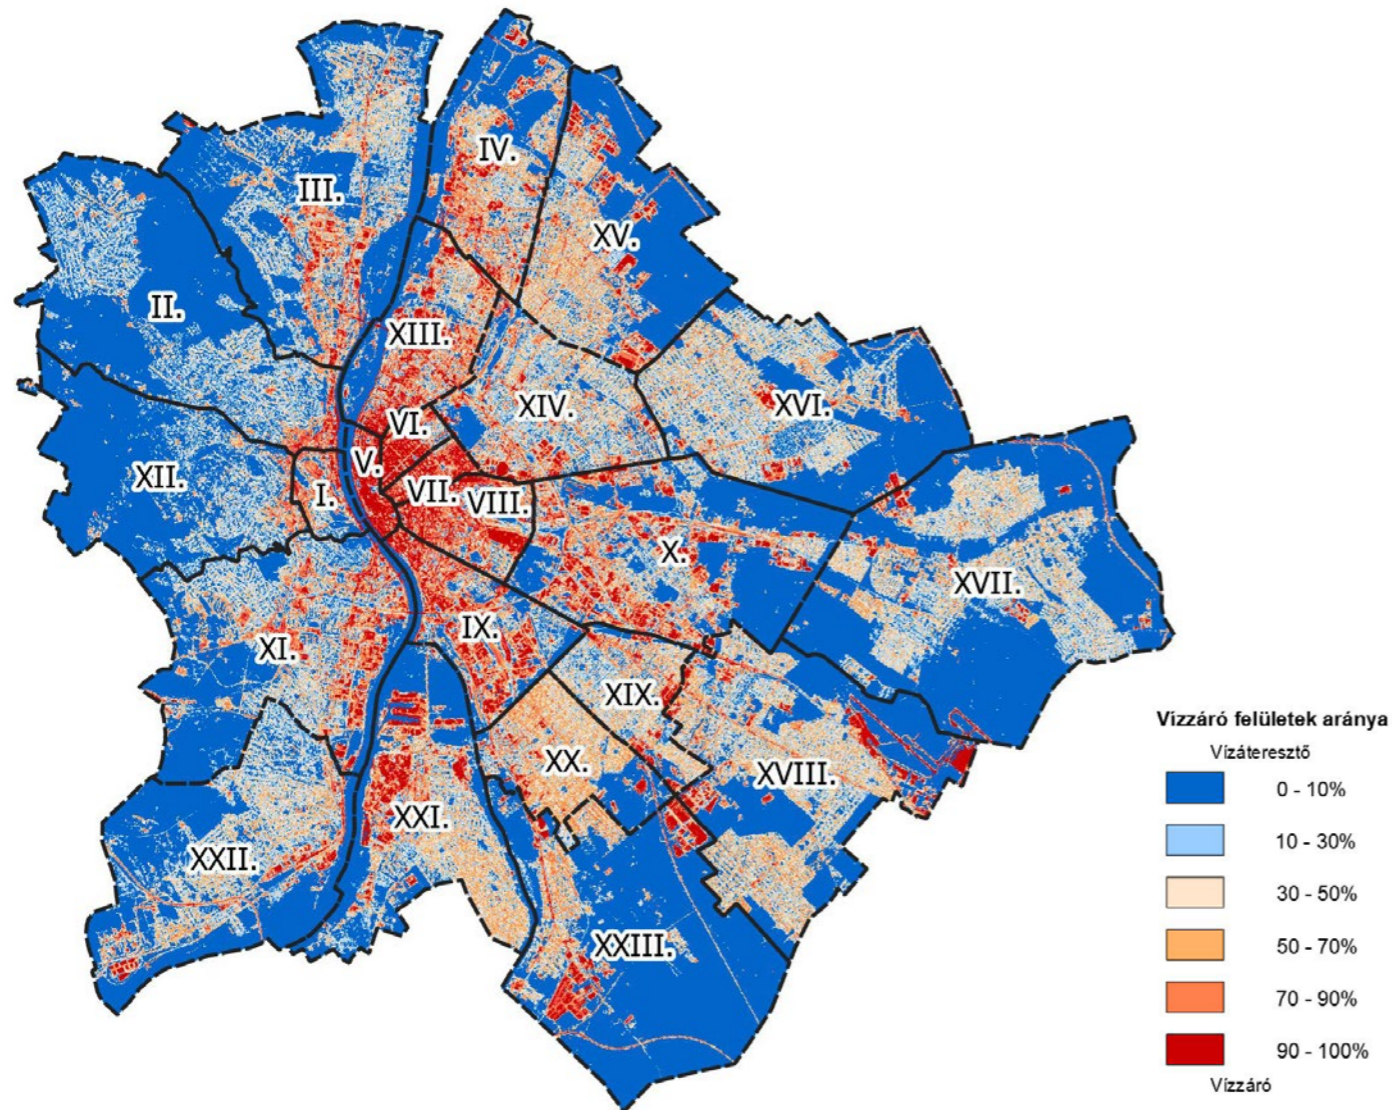 IV.
III.
XV.
II.
XIII.
XIV.
XVI.
VI.
V.
XII.
I.
VII.
VIII.
X.
XVII.
IX.
XI.
XIX.
XX.
XVIII.
XXI.
XXII.
XXIII.
Vízzáró felületek aránya
Vízáteresztő
0 - 10%
10 - 30%
30 - 50%
50 - 70%
70 - 90%
90 - 100%
Vízzáró